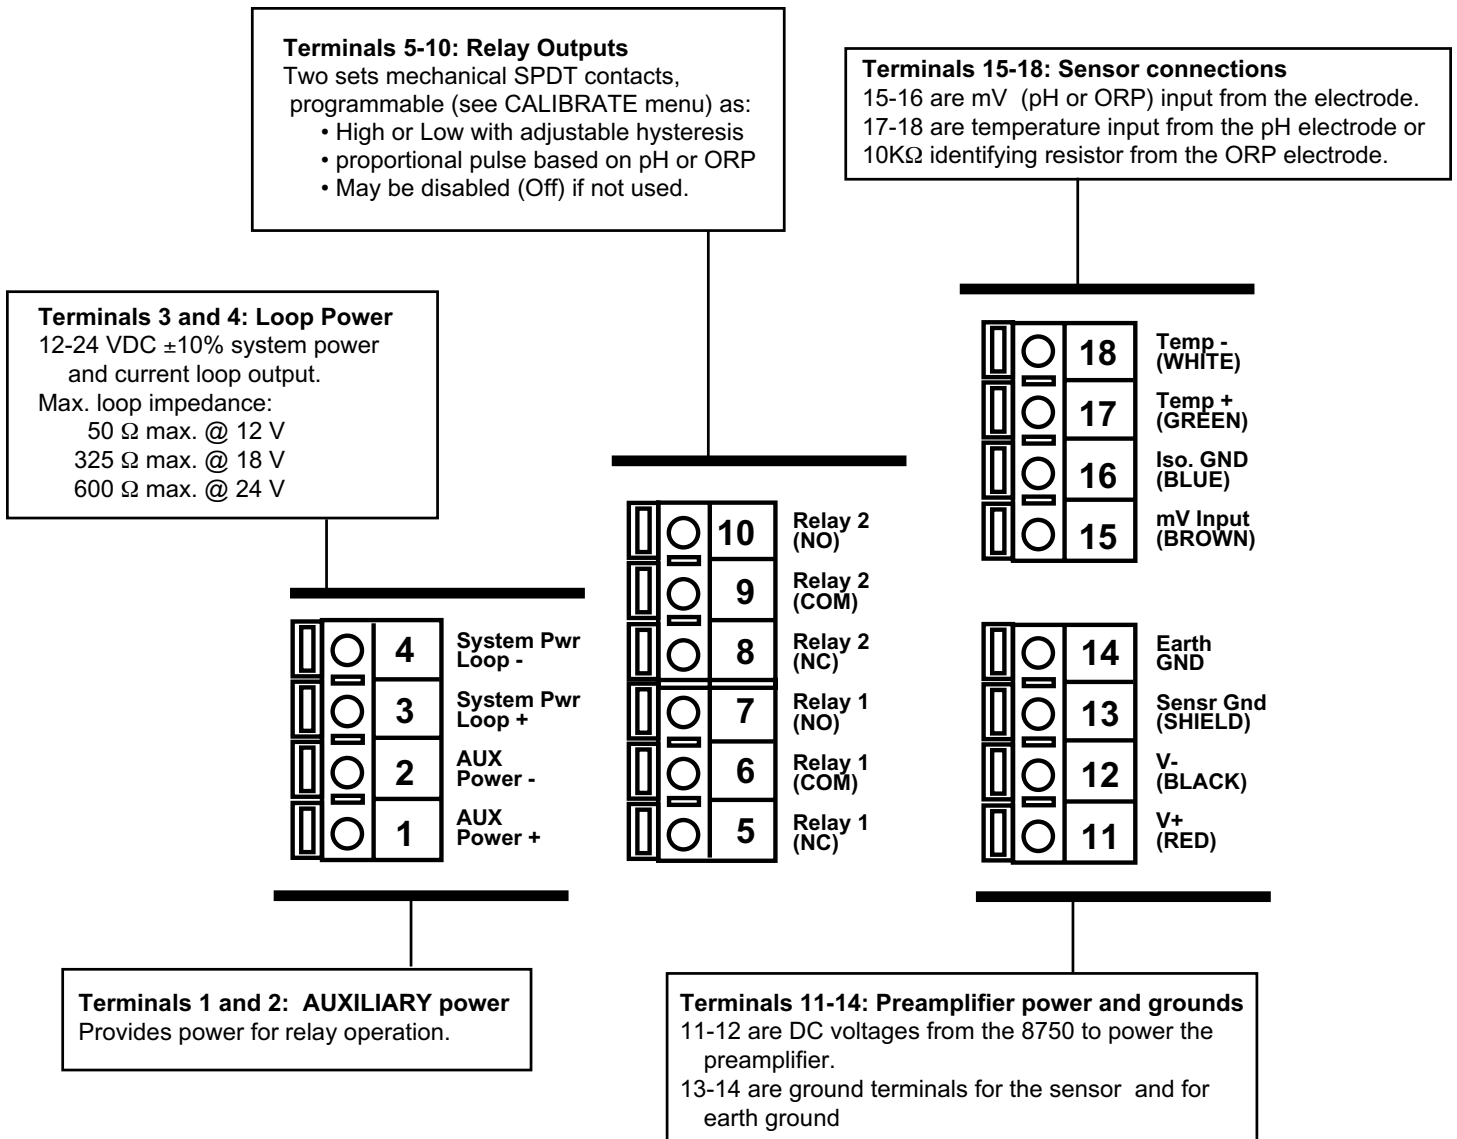 Terminals 5-10: Relay Outputs
Two sets mechanical SPDT contacts,
programmable (see CALIBRATE menu) as:
• High or Low with adjustable hysteresis
• proportional pulse based on pH or ORP
• May be disabled (Off) if not used.
Terminals 15-18: Sensor connections
15-16 are mV (pH or ORP) input from the electrode.
17-18 are temperature input from the pH electrode or
10KΩ identifying resistor from the ORP electrode.
Terminals 3 and 4: Loop Power
12-24 VDC ±10% system power
and current loop output.
Max. loop impedance:
50 Ω max. @ 12 V
325 Ω max. @ 18 V
600 Ω max. @ 24 V
4 System Pwr
Loop -
3 System Pwr
Loop +
2 AUX
Power -
1 AUX
Power +
10 Relay 2
(NO)
9 Relay 2
(COM)
8 Relay 2
(NC)
7 Relay 1
(NO)
6 Relay 1
(COM)
5 Relay 1
(NC)
18 Temp -
(WHITE)
17 Temp +
(GREEN)
16 Iso. GND
(BLUE)
15 mV Input
(BROWN)
14 Earth
GND
13 Sensr Gnd
(SHIELD)
12 V-
(BLACK)
11 V+
(RED)
Terminals 1 and 2: AUXILIARY power
Provides power for relay operation.
Terminals 11-14: Preamplifier power and grounds
11-12 are DC voltages from the 8750 to power the
preamplifier.
13-14 are ground terminals for the sensor and for
earth ground